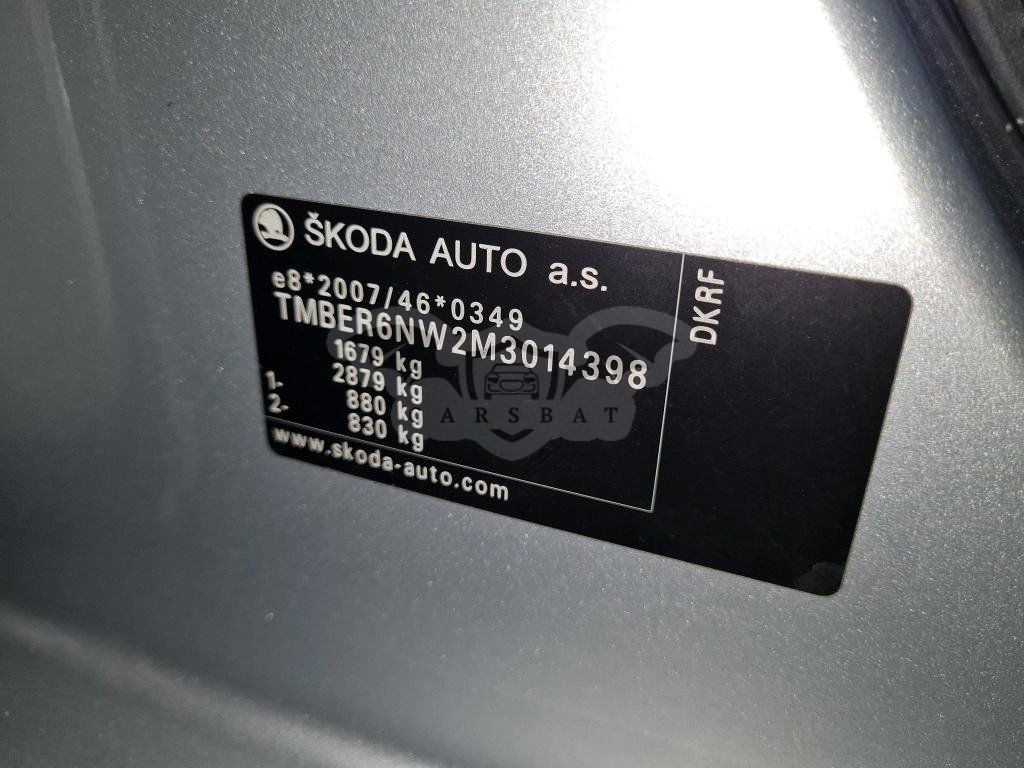 ŠKODA AUTO a.s.
e8*2007/46*0349
TMBER6NW2M3014398
1679 kg
2879 kg
1- 880 kg
2- 830 kg
www.skoda-auto.com
DKRF
ARSBAT